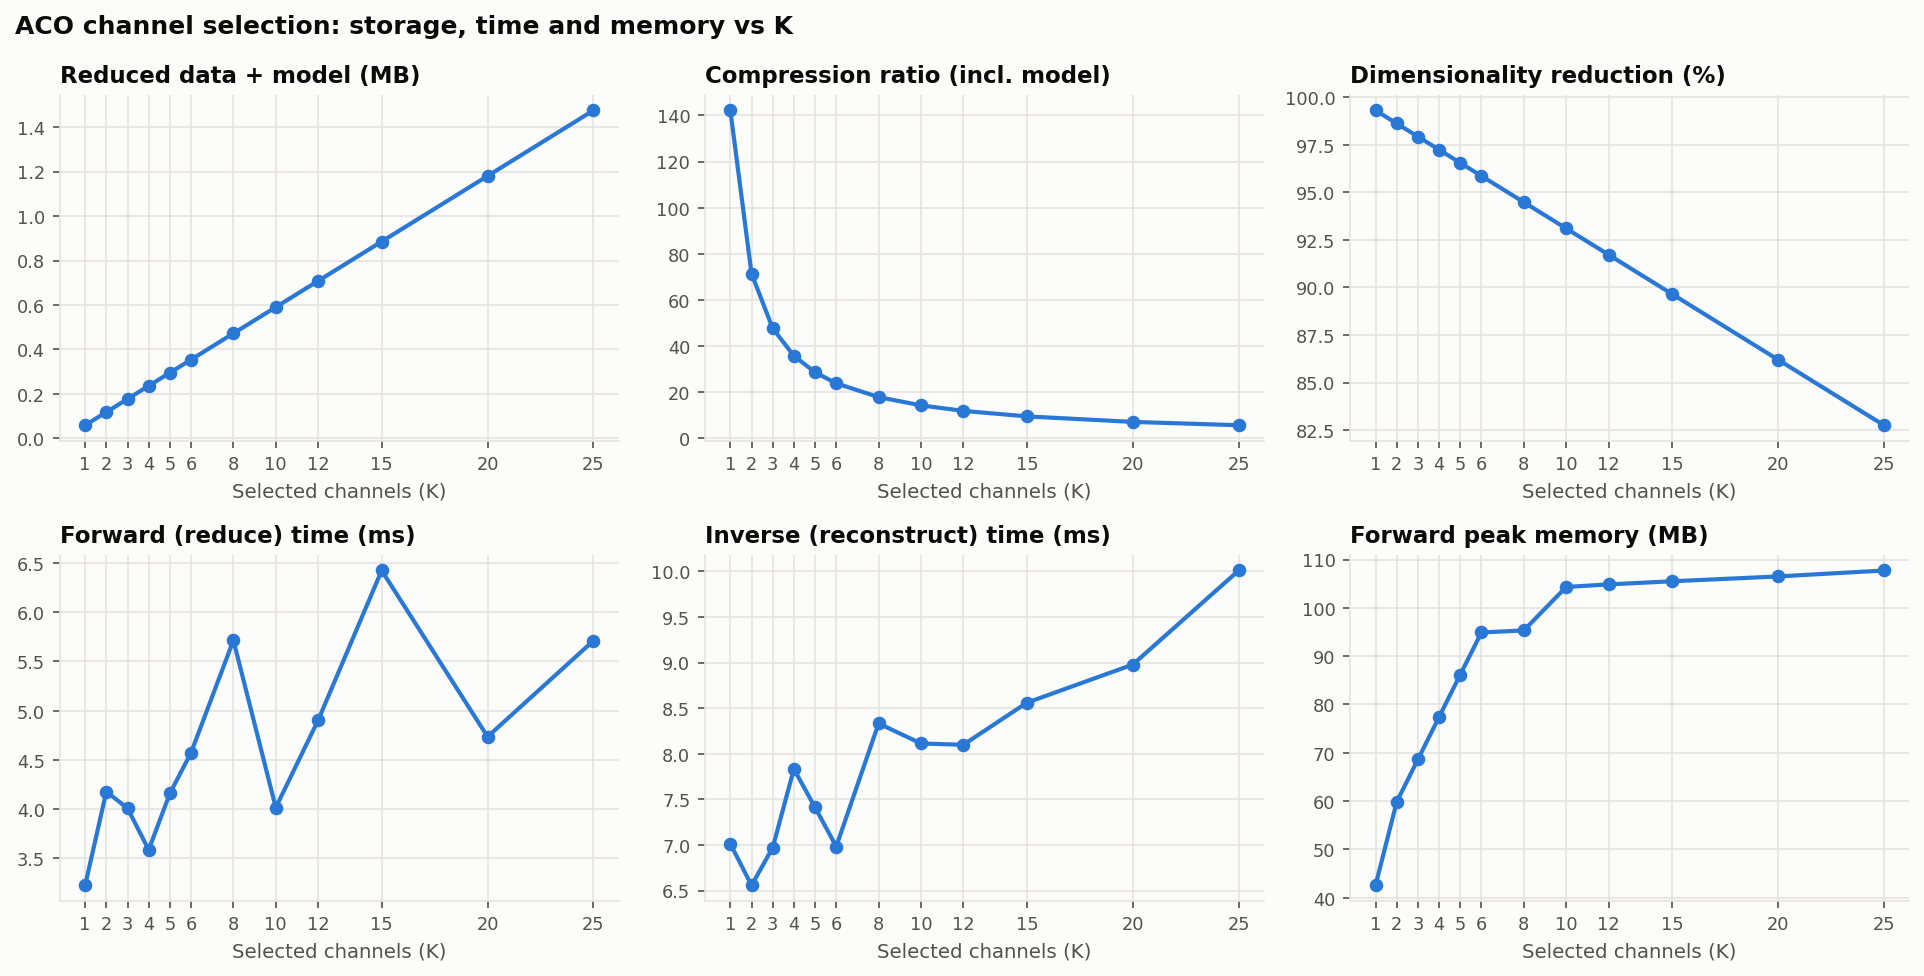 ACO channel selection: storage, time and memory vs K
Reduced data + model (MB)
1.4
1.2
1.0
0.8
0.6
0.4
0.2
0.0
1 2 3 4 5 6 8 10 12 15 20 25
Selected channels (K)
Compression ratio (incl. model)
140
120
100
80
60
40
20
0
1 2 3 4 5 6 8 10 12 15 20 25
Selected channels (K)
Dimensionality reduction (%)
100.0
97.5
95.0
92.5
90.0
87.5
85.0
82.5
1 2 3 4 5 6 8 10 12 15 20 25
Selected channels (K)
Forward (reduce) time (ms)
6.5
6.0
5.5
5.0
4.5
4.0
3.5
1 2 3 4 5 6 8 10 12 15 20 25
Selected channels (K)
Inverse (reconstruct) time (ms)
10.0
9.5
9.0
8.5
8.0
7.5
7.0
6.5
1 2 3 4 5 6 8 10 12 15 20 25
Selected channels (K)
Forward peak memory (MB)
110
100
90
80
70
60
50
40
1 2 3 4 5 6 8 10 12 15 20 25
Selected channels (K)